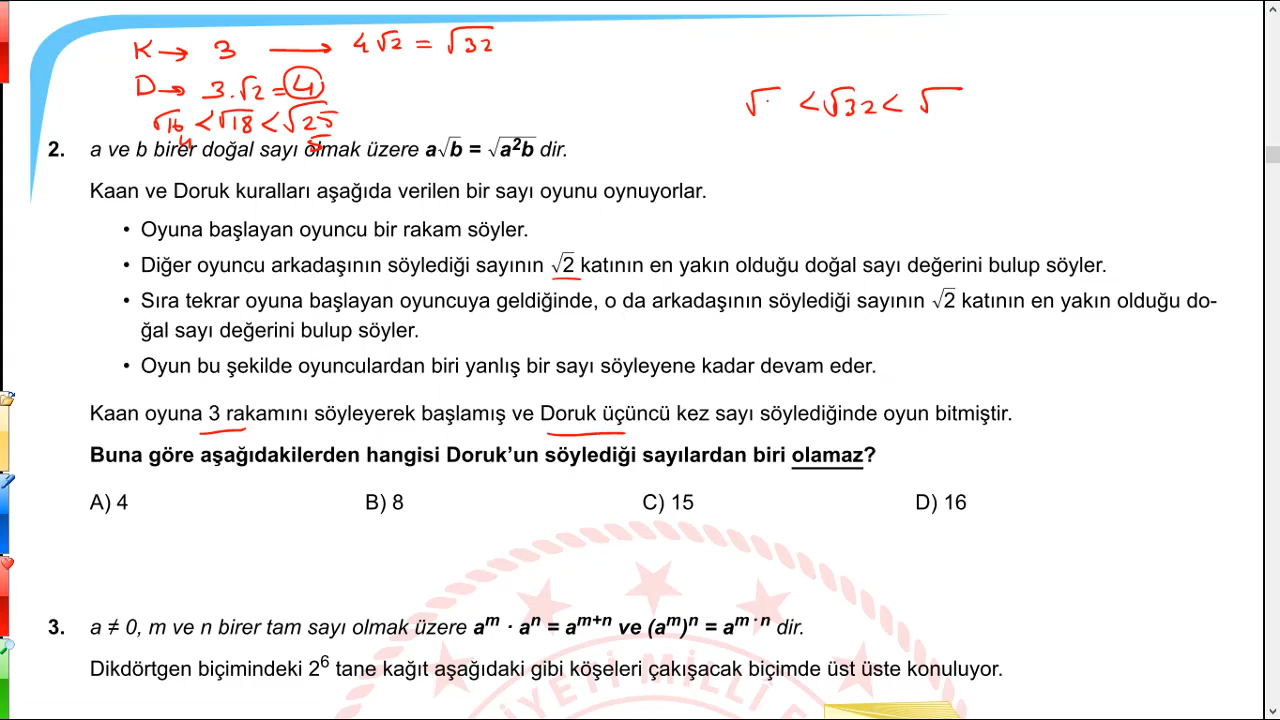 K → 3 → 4√2 = √32
D → 3.√2 = 4
√16 < √18 < √25
4 5
√ < √32 < √
2. a ve b birer doğal sayı olmak üzere a√b = √a²b dir.
Kaan ve Doruk kuralları aşağıda verilen bir sayı oyunu oynuyorlar.
• Oyuna başlayan oyuncu bir rakam söyler.
• Diğer oyuncu arkadaşının söylediği sayının √2 katının en yakın olduğu doğal sayı değerini bulup söyler.
• Sıra tekrar oyuna başlayan oyuncuya geldiğinde, o da arkadaşının söylediği sayının √2 katının en yakın olduğu do-
ğal sayı değerini bulup söyler.
• Oyun bu şekilde oyunculardan biri yanlış bir sayı söyleyene kadar devam eder.
Kaan oyuna 3 rakamını söyleyerek başlamış ve Doruk üçüncü kez sayı söylediğinde oyun bitmiştir.
Buna göre aşağıdakilerden hangisi Doruk'un söylediği sayılardan biri olamaz?
A) 4 B) 8 C) 15 D) 16
3. a ≠ 0, m ve n birer tam sayı olmak üzere aᵐ · aⁿ = aᵐ⁺ⁿ ve (aᵐ)ⁿ = aᵐ · ⁿ dir.
Dikdörtgen biçimindeki 2⁶ tane kağıt aşağıdaki gibi köşeleri çakışacak biçimde üst üste konuluyor.